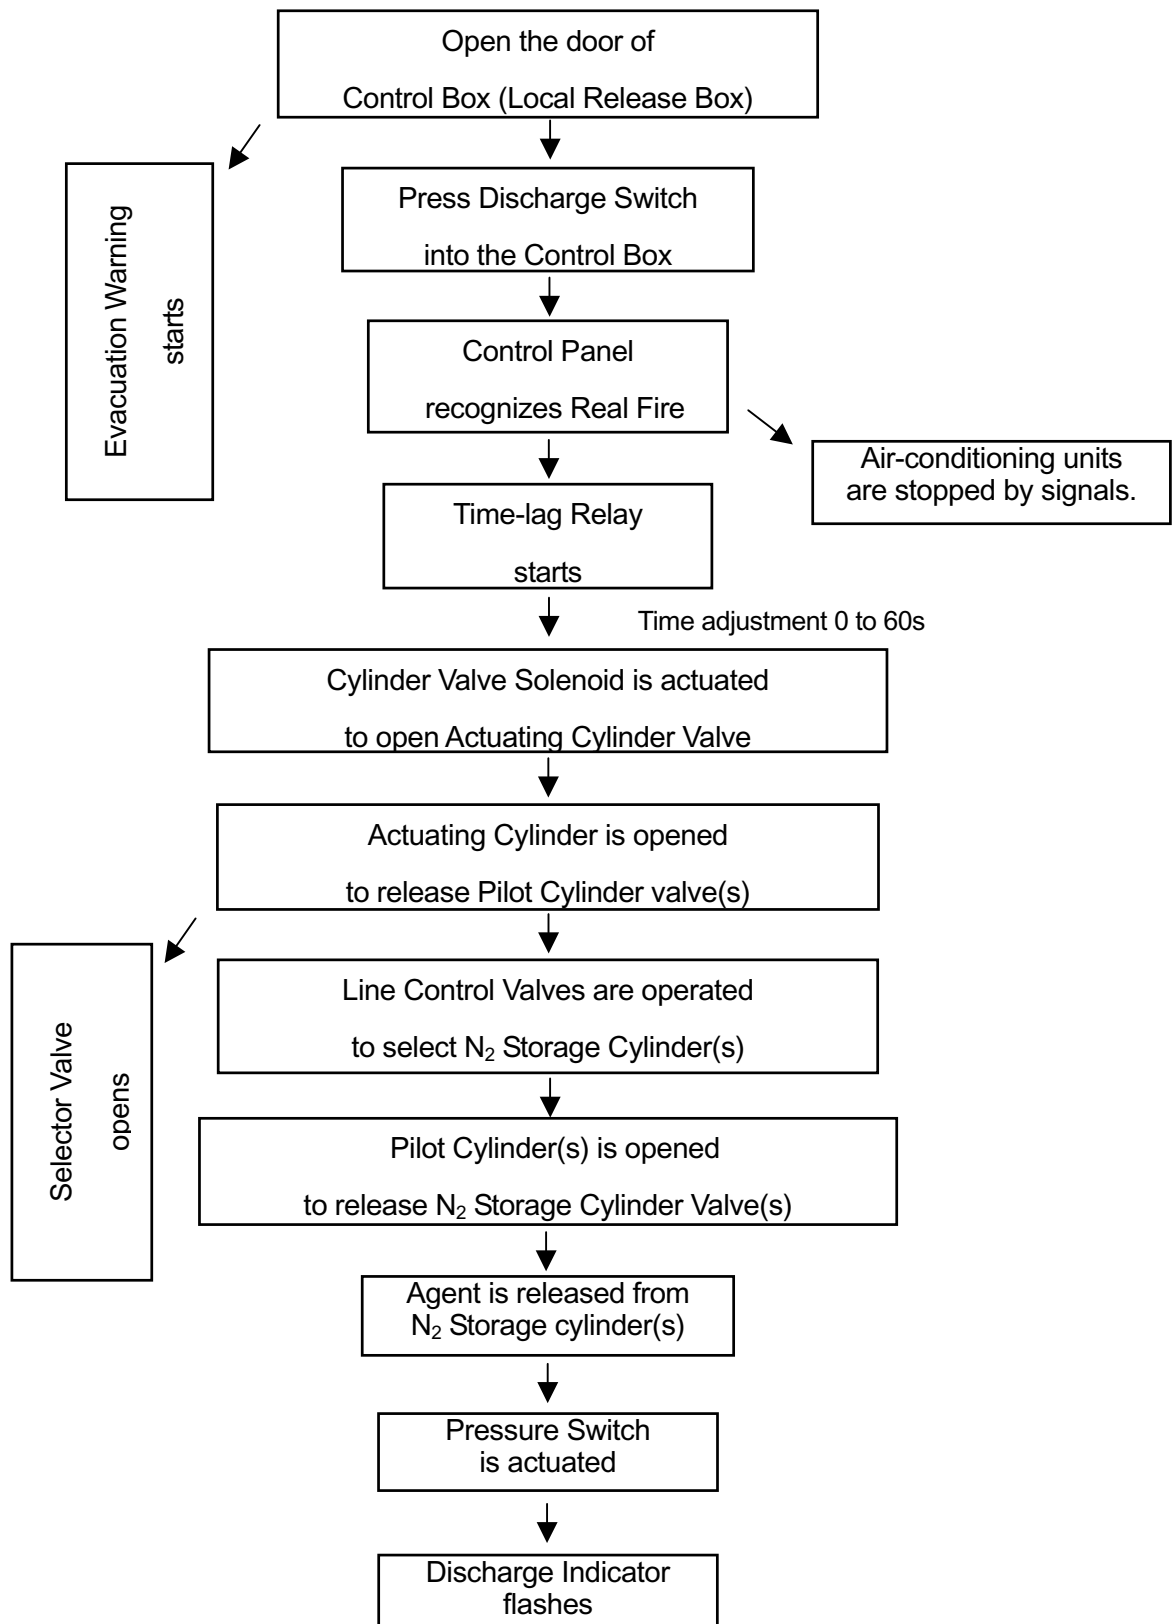 Open the door of
Control Box (Local Release Box)
Evacuation Warning
starts
Press Discharge Switch
into the Control Box
Control Panel
recognizes Real Fire
Air-conditioning units
are stopped by signals.
Time-lag Relay
starts
Time adjustment 0 to 60s
Cylinder Valve Solenoid is actuated
to open Actuating Cylinder Valve
Actuating Cylinder is opened
to release Pilot Cylinder valve(s)
Selector Valve
opens
Line Control Valves are operated
to select N₂ Storage Cylinder(s)
Pilot Cylinder(s) is opened
to release N₂ Storage Cylinder Valve(s)
Agent is released from
N₂ Storage cylinder(s)
Pressure Switch
is actuated
Discharge Indicator
flashes